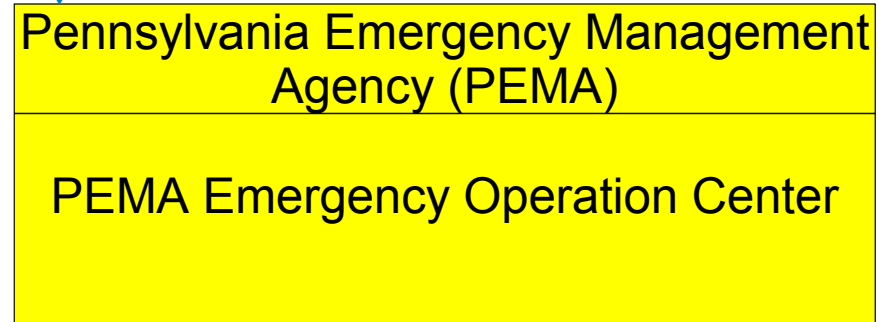 Pennsylvania Emergency Management
Agency (PEMA)
PEMA Emergency Operation Center